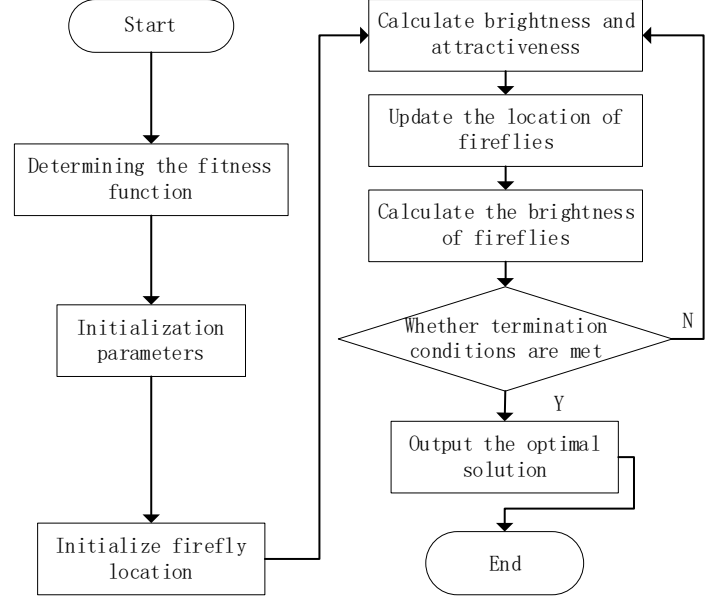 Start
Determining the fitness
function
Initialization
parameters
Initialize firefly
location
Calculate brightness and
attractiveness
Update the location of
fireflies
Calculate the brightness
of fireflies
Whether termination
conditions are met
N
Y
Output the optimal
solution
End